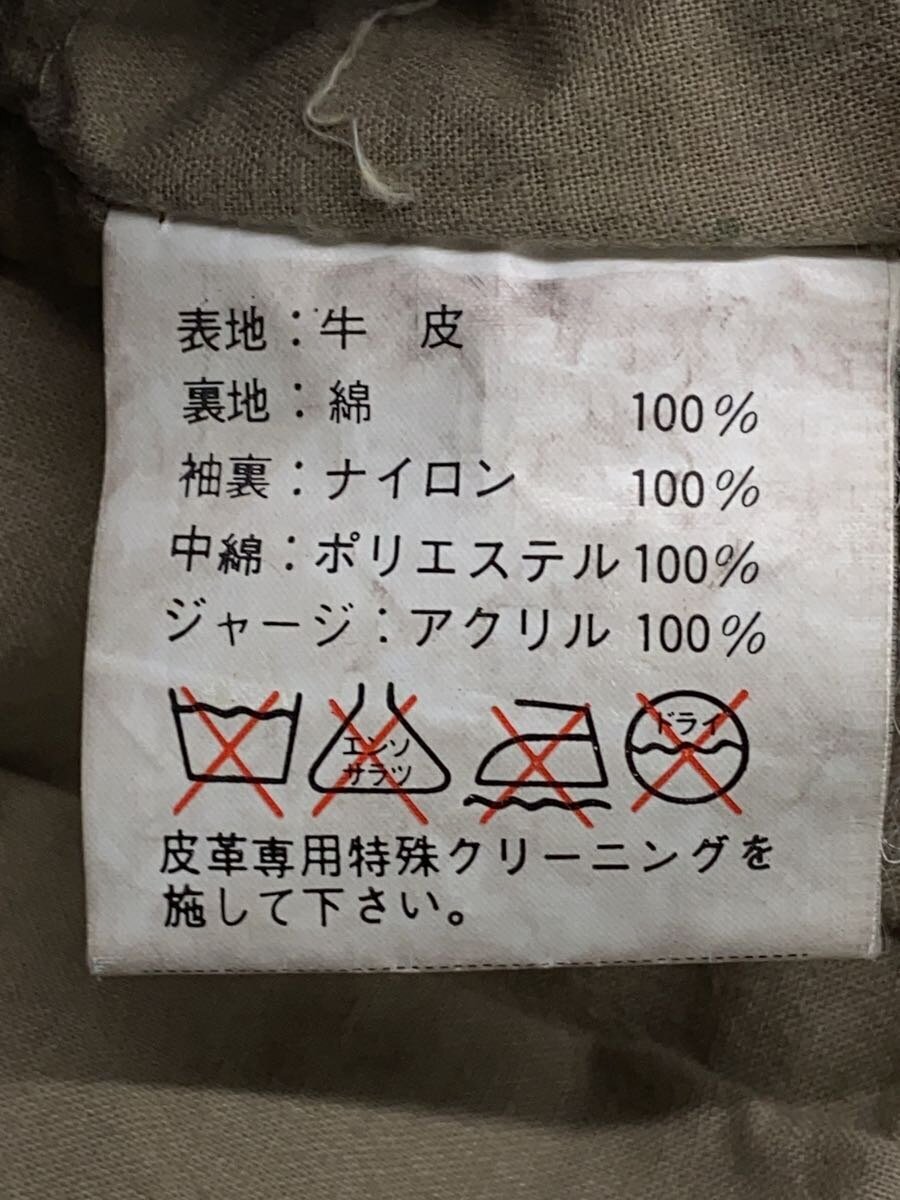 表地：牛　皮
裏地：綿 100%
袖裏：ナイロン 100%
中綿：ポリエステル 100%
ジャージ：アクリル 100%
エンソ ドライ
サラツ
皮革専用特殊クリーニングを
施して下さい。